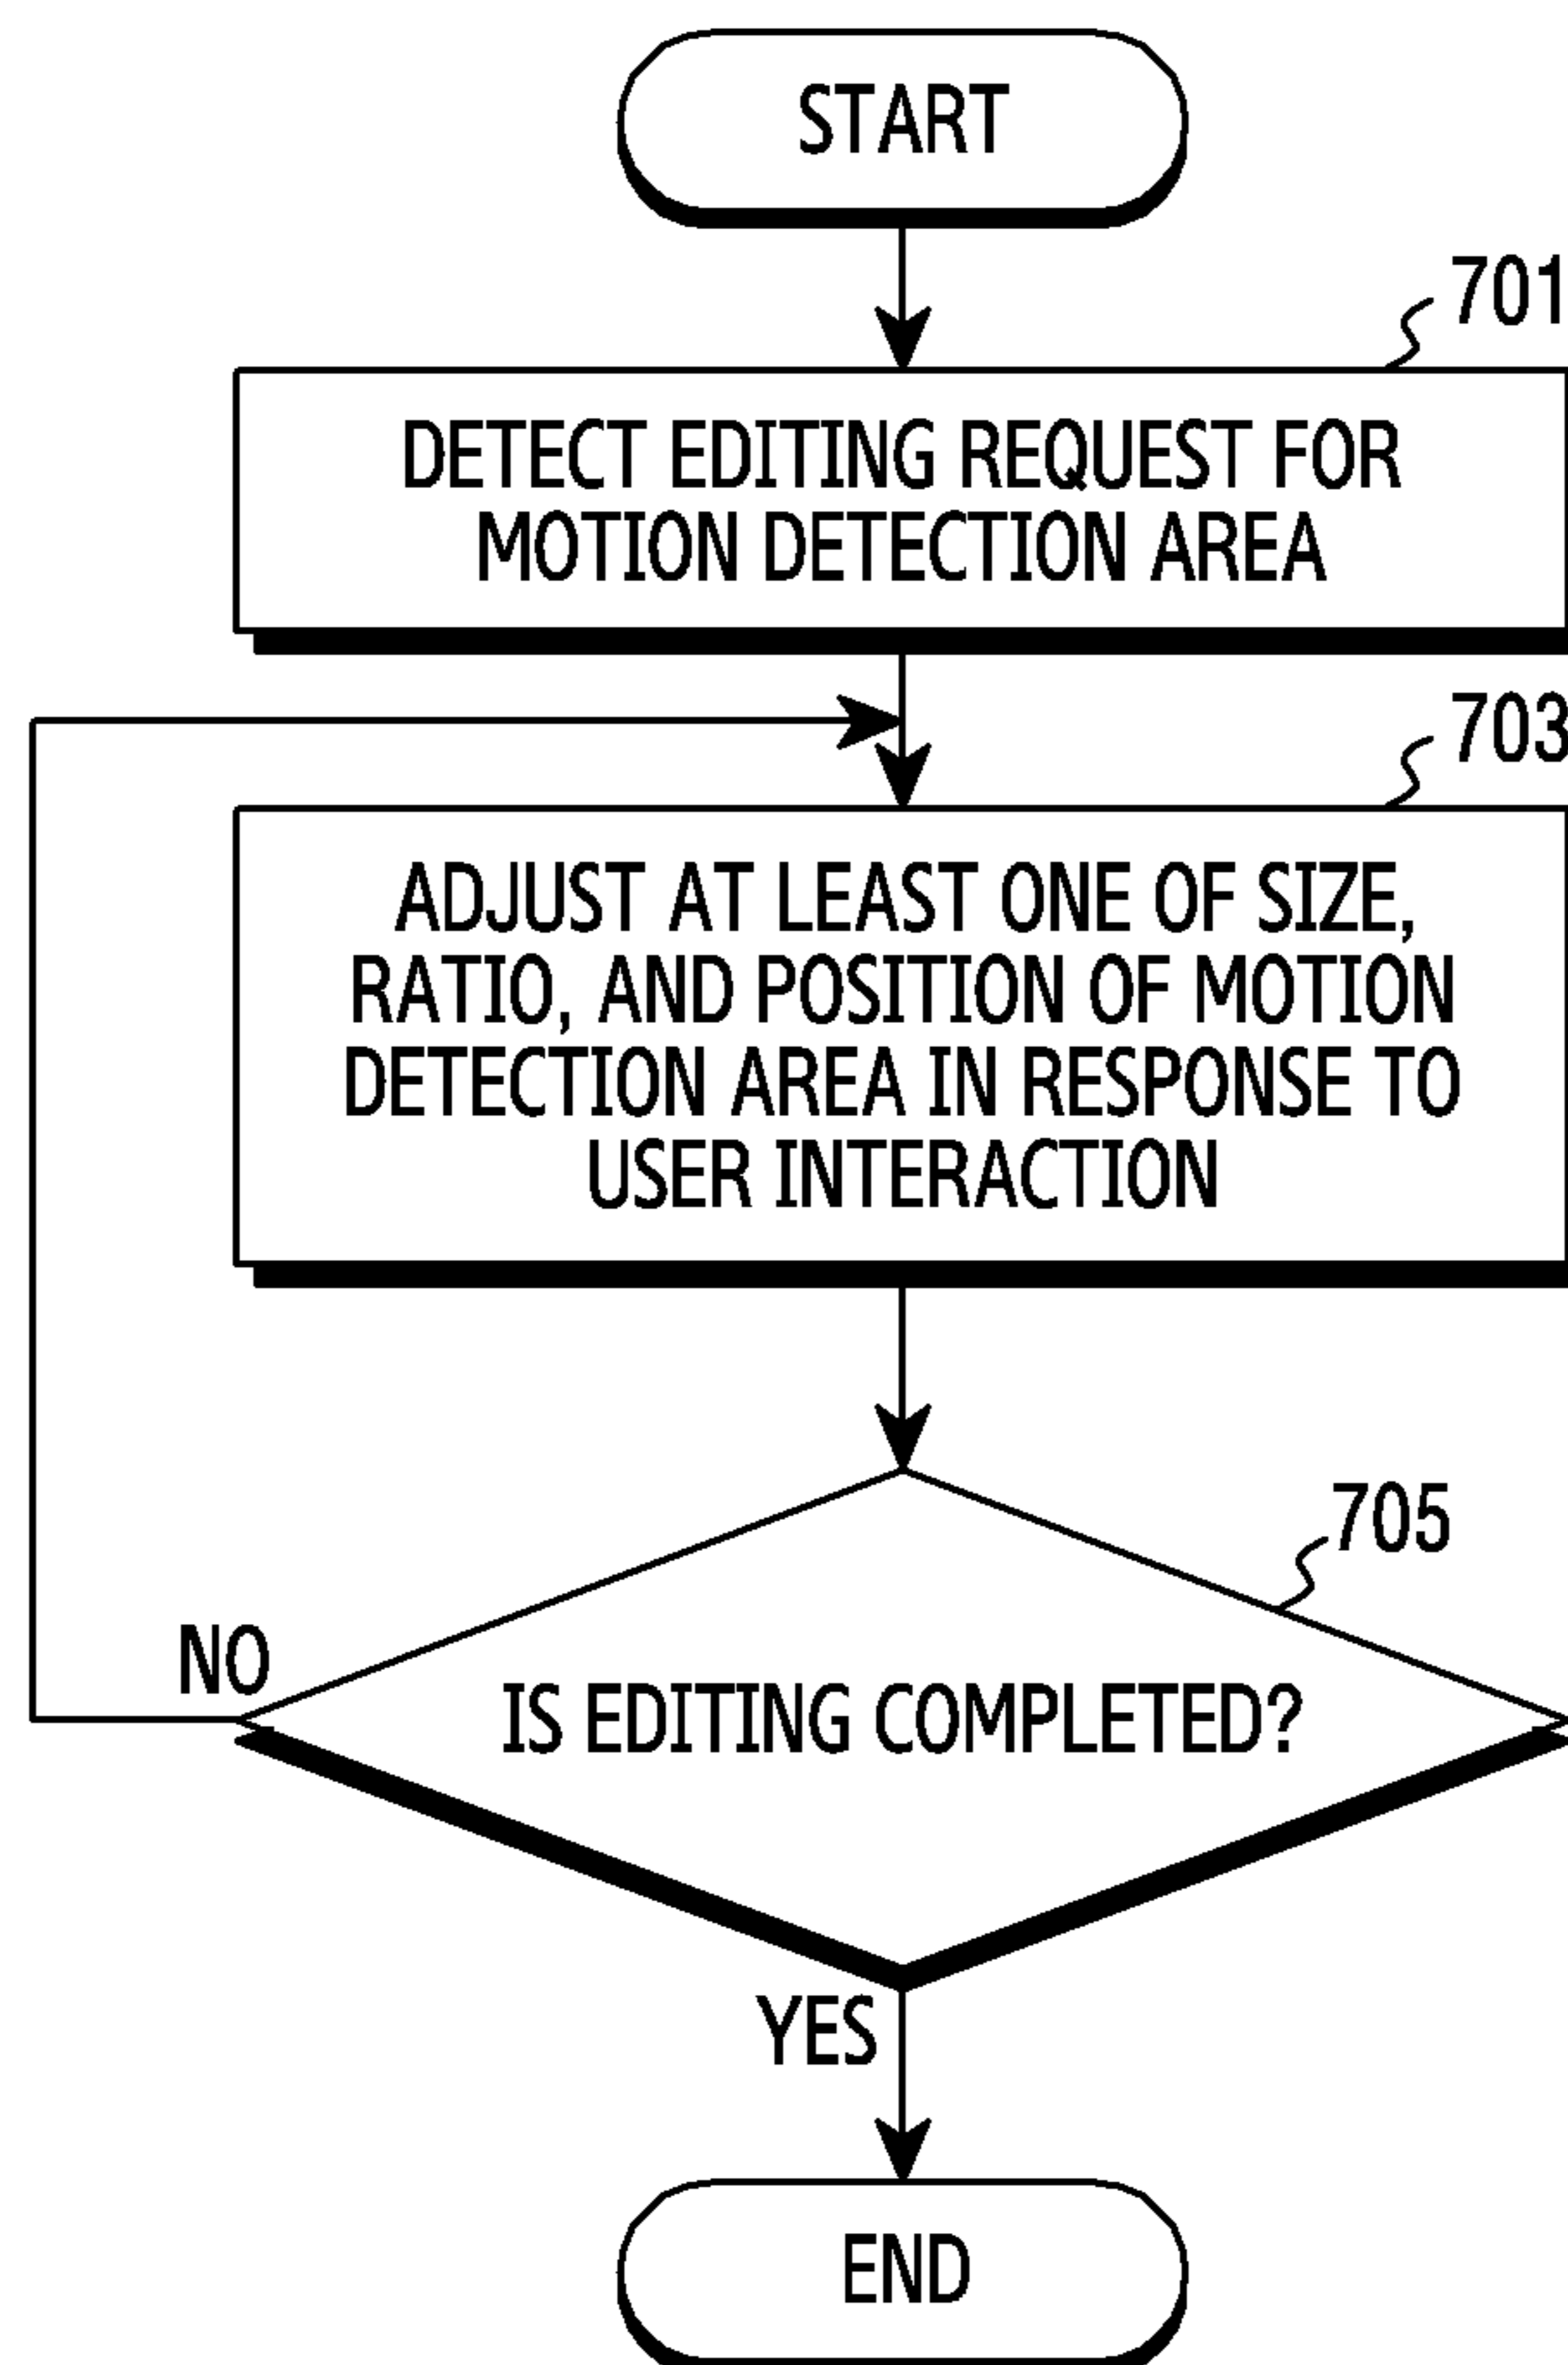 START
701
DETECT EDITING REQUEST FOR
MOTION DETECTION AREA
703
ADJUST AT LEAST ONE OF SIZE,
RATIO, AND POSITION OF MOTION
DETECTION AREA IN RESPONSE TO
USER INTERACTION
705
NO
IS EDITING COMPLETED?
YES
END